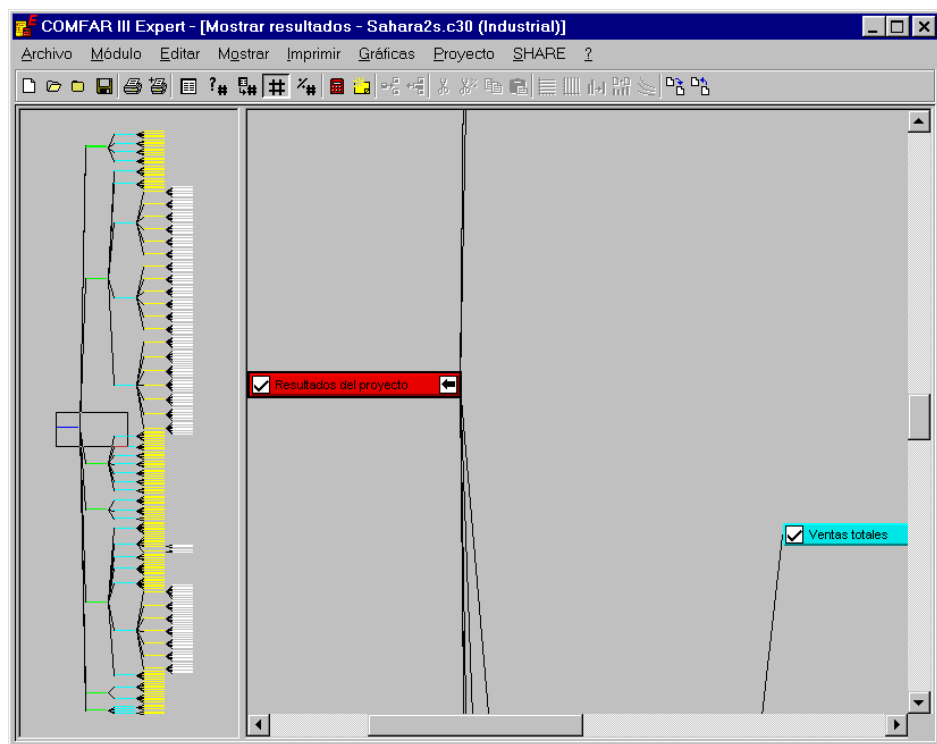 COMFAR III Expert - [Mostrar resultados - Sahara2s.c30 (Industrial)]
Archivo Módulo Editar Mostrar Imprimir Gráficas Proyecto SHARE ?
Resultados del proyecto
Ventas totales